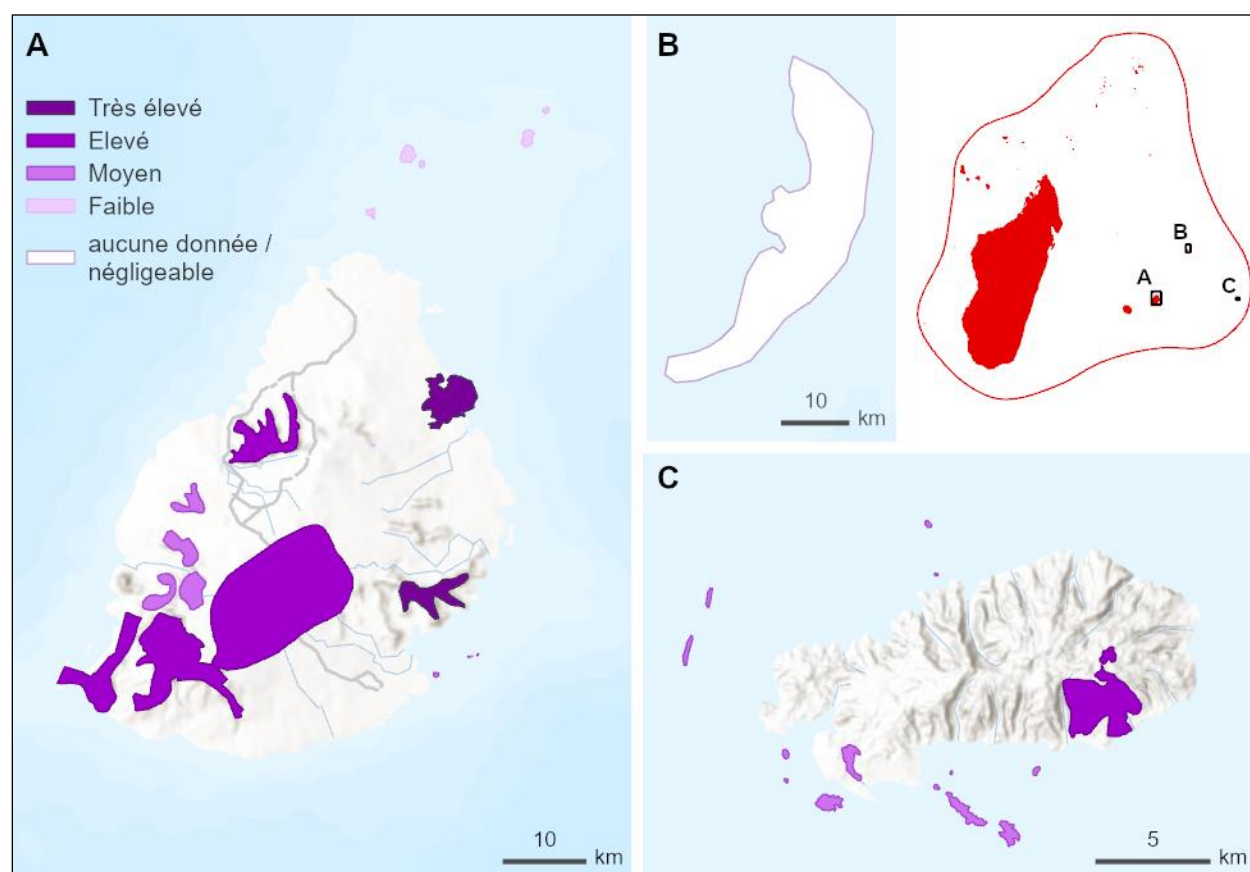 A
Très élevé
Elevé
Moyen
Faible
aucune donnée /
négligeable
10
km
B
10
km
A
B
C
C
5
km